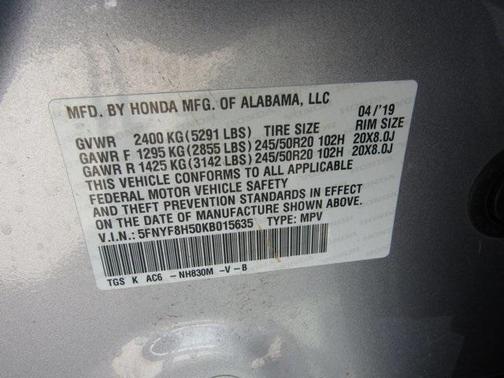 MFD. BY HONDA MFG. OF ALABAMA, LLC 04/'19
GVWR 2400 KG (5291 LBS) TIRE SIZE RIM SIZE
GAWR F 1295 KG (2855 LBS) 245/50R20 102H 20X8.0J
GAWR R 1425 KG (3142 LBS) 245/50R20 102H 20X8.0J
THIS VEHICLE CONFORMS TO ALL APPLICABLE
FEDERAL MOTOR VEHICLE SAFETY
AND THEFT PREVENTION STANDARDS IN EFFECT
ON THE DATE OF MANUFACTURE SHOWN ABOVE.
V.I.N.: 5FNYF8H50KB015635 TYPE: MPV
TGS K AC6 -NH830M -V -B